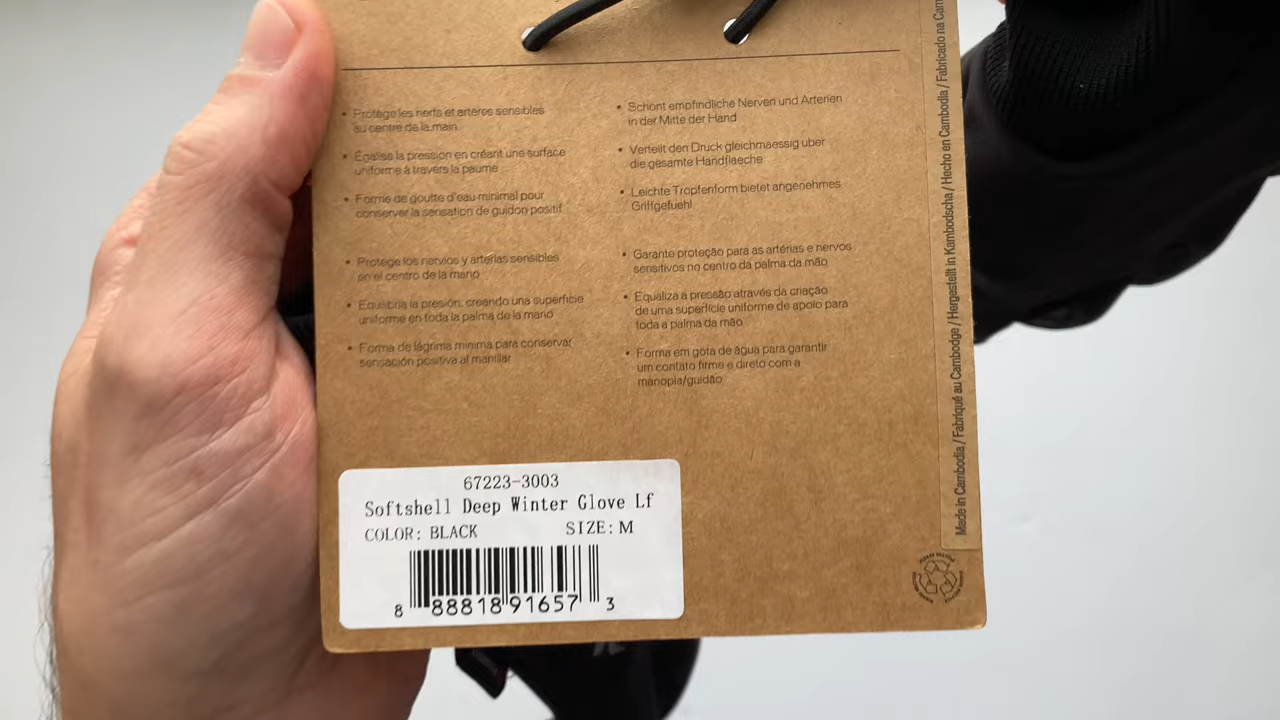 • Protège les nerfs et artères sensibles
au centre de la main
• Égalise la pression en créant une surface
uniforme à travers la paume
• Forme de goutte d'eau minimal pour
conserver la sensation de guidon positif
• Schont empfindliche Nerven und Arterien
in der Mitte der Hand
• Verteilt den Druck gleichmaessig uber
die gesamte Handflaeche
• Leichte Tropfenform bietet angenehmes
Griffgefuehl
• Protege los nervios y arterias sensibles
en el centro de la mano
• Equilibria la presión, creando una superficie
uniforme en toda la palma de la mano
• Forma de lágrima minima para conservar
sensación positiva al manillar
• Garante proteção para as artérias e nervos
sensitivos no centro da palma da mão
• Equaliza a pressão através da criação
de uma superfície uniforme de apoio para
toda a palma da mão
• Forma em gota de água para garantir
um contato firme e direto com a
manopla/guidão
Made in Cambodia / Fabriqué au Cambodge / Hergestellt in Kambodscha / Hecho en Cambodia / Fabricado na Cam
67223-3003
Softshell Deep Winter Glove Lf
COLOR: BLACK SIZE: M
8 88818 91657 3